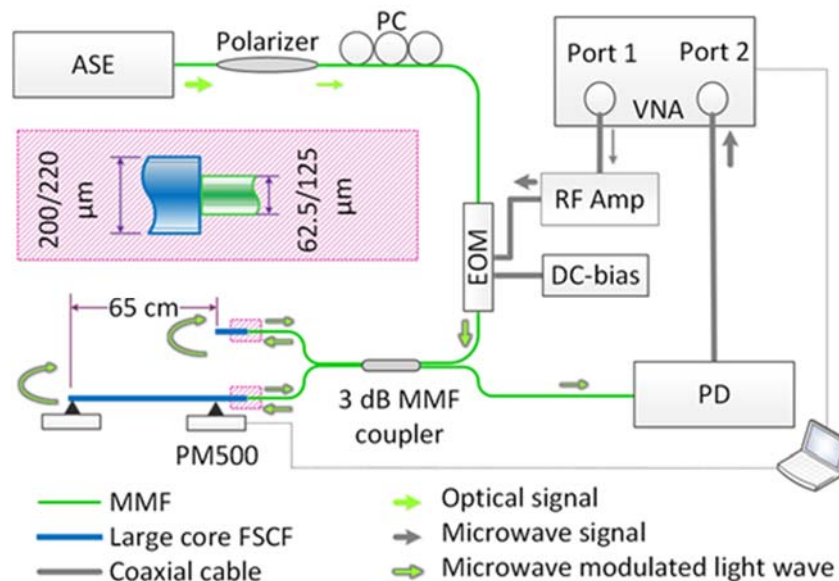 ASE
Polarizer
PC
Port 1
Port 2
VNA
200/220
µm
62.5/125
µm
RF Amp
EOM
DC-bias
65 cm
3 dB MMF
coupler
PD
PM500
MMF
Large core FSCF
Coaxial cable
Optical signal
Microwave signal
Microwave modulated light wave